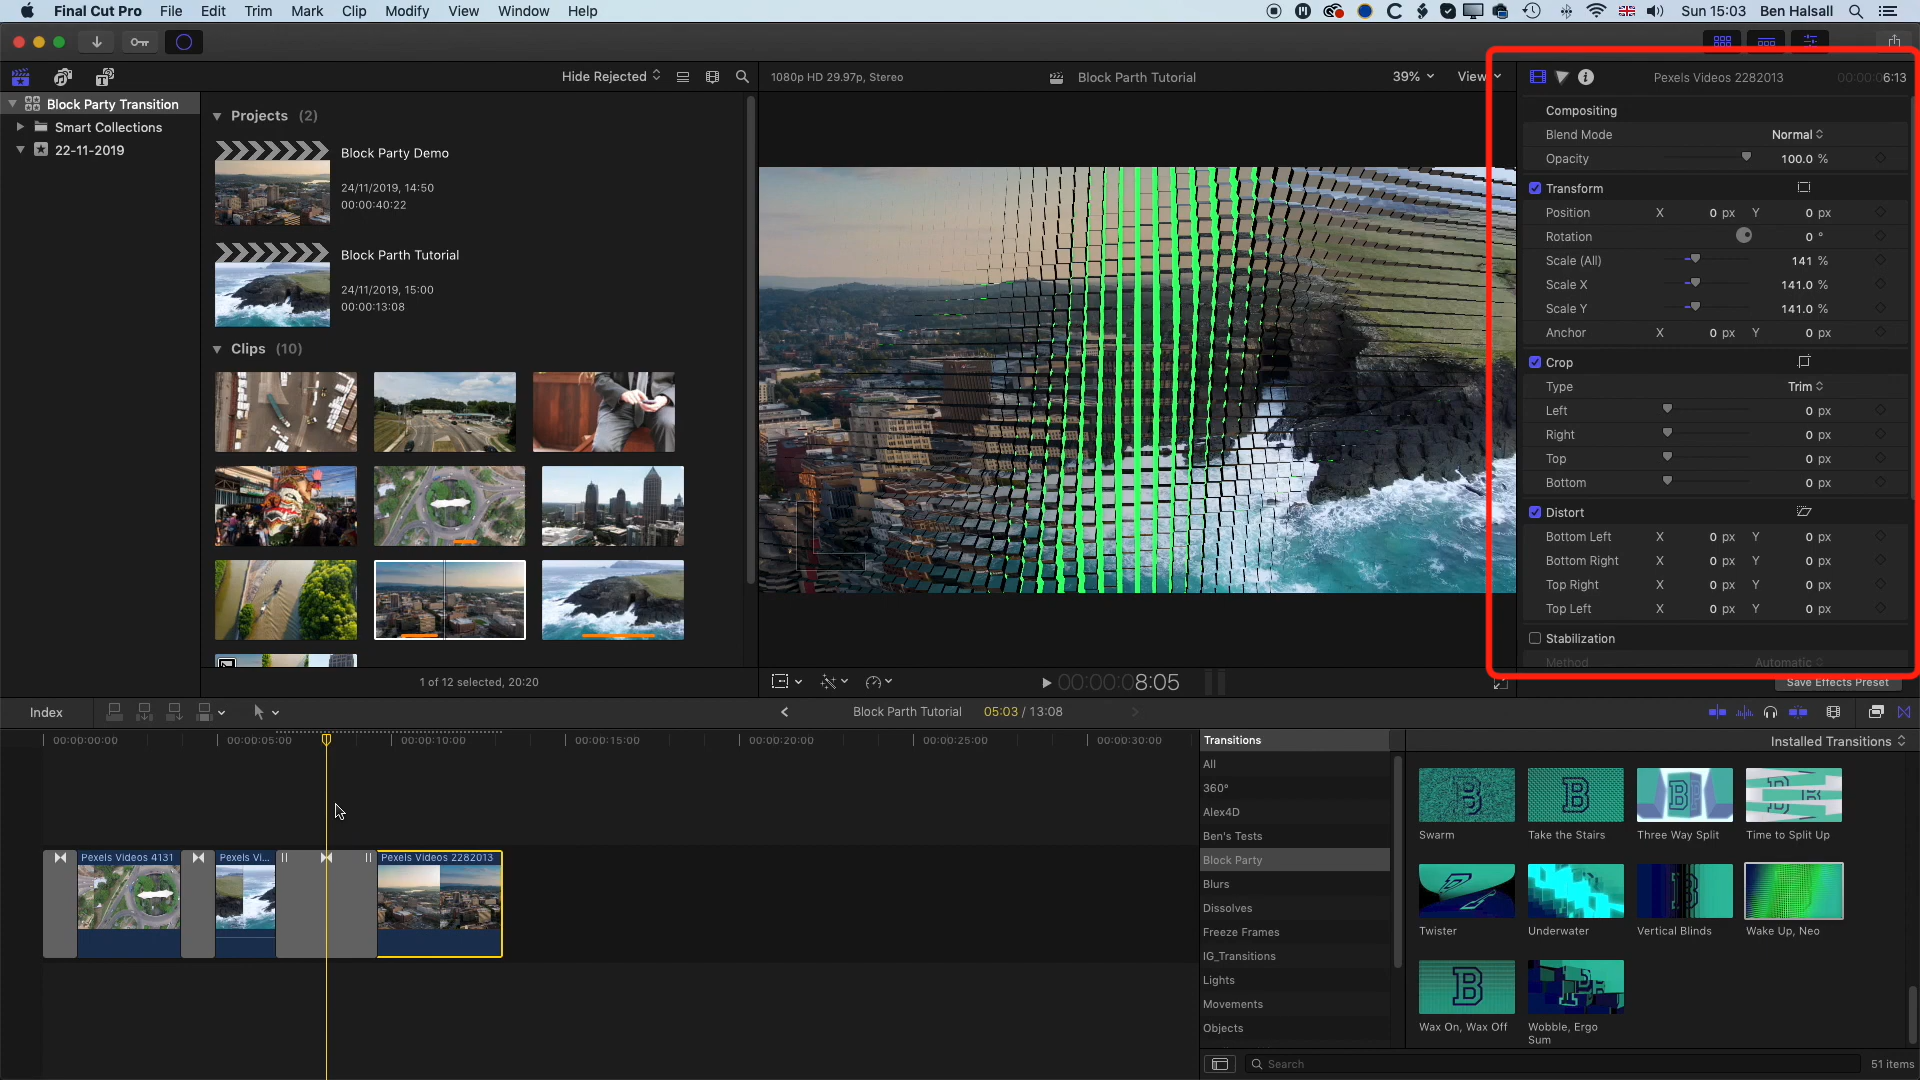 Final Cut Pro File Edit Trim Mark Clip Modify View Window Help Sun 15:03 Ben Halsall
Hide Rejected 1080p HD 29.97p, Stereo Block Parth Tutorial 39% View Pexels Videos 2282013 00:00:06:13
Block Party Transition
Smart Collections
22-11-2019
Projects (2)
Block Party Demo
24/11/2019, 14:50
00:00:40:22
Block Parth Tutorial
24/11/2019, 15:00
00:00:13:08
Clips (10)
1 of 12 selected, 20:20
00:00:08:05
Compositing
Blend Mode Normal
Opacity 100.0 %
Transform
Position X 0 px Y 0 px
Rotation 0 °
Scale (All) 141 %
Scale X 141.0 %
Scale Y 141.0 %
Anchor X 0 px Y 0 px
Crop
Type Trim
Left 0 px
Right 0 px
Top 0 px
Bottom 0 px
Distort
Bottom Left X 0 px Y 0 px
Bottom Right X 0 px Y 0 px
Top Right X 0 px Y 0 px
Top Left X 0 px Y 0 px
Stabilization
Method Automatic
Save Effects Preset
Index Block Parth Tutorial 05:03 / 13:08
00:00:00:00 00:00:05:00 00:00:10:00 00:00:15:00 00:00:20:00 00:00:25:00 00:00:30:00
Pexels Videos 4131 Pexels Vi... Pexels Videos 2282013
Transitions
All
360°
Alex4D
Ben's Tests
Block Party
Blurs
Dissolves
Freeze Frames
IG_Transitions
Lights
Movements
Objects
Installed Transitions
Swarm Take the Stairs Three Way Split Time to Split Up
Twister Underwater Vertical Blinds Wake Up, Neo
Wax On, Wax Off Wobble, Ergo
Sum
Search 51 items